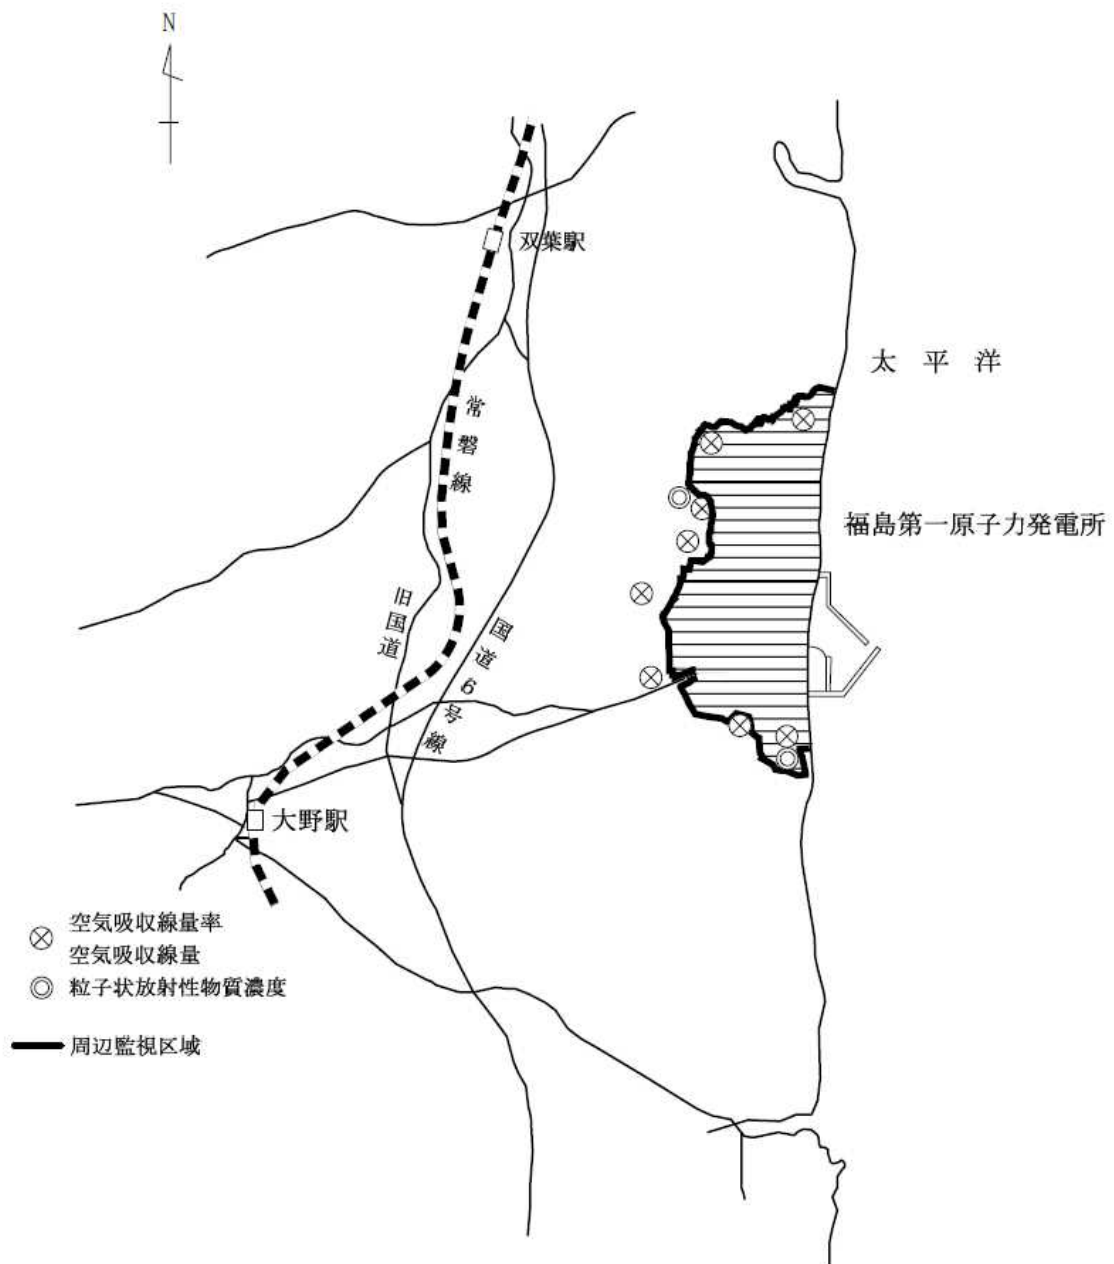 N
双葉駅
太平洋
常磐線
福島第一原子力発電所
旧国道
国道6号線
大野駅
空気吸収線量率
空気吸収線量
粒子状放射性物質濃度
周辺監視区域